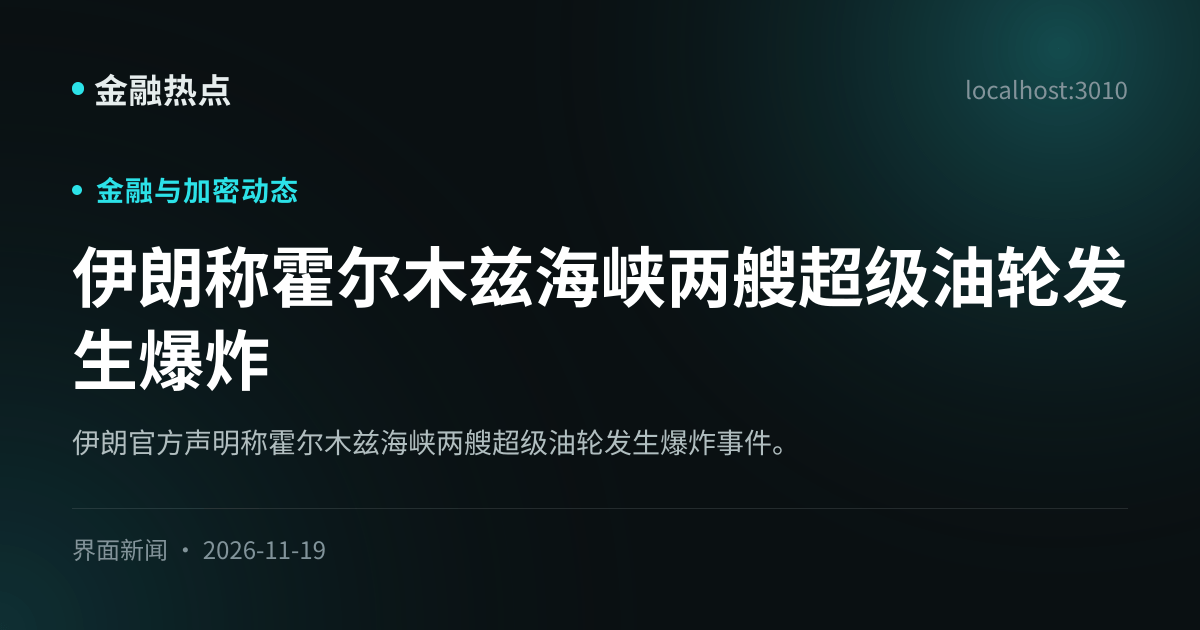 金融热点
localhost:3010
金融与加密动态
伊朗称霍尔木兹海峡两艘超级油轮发
生爆炸
伊朗官方声明称霍尔木兹海峡两艘超级油轮发生爆炸事件。
界面新闻 • 2026-11-19